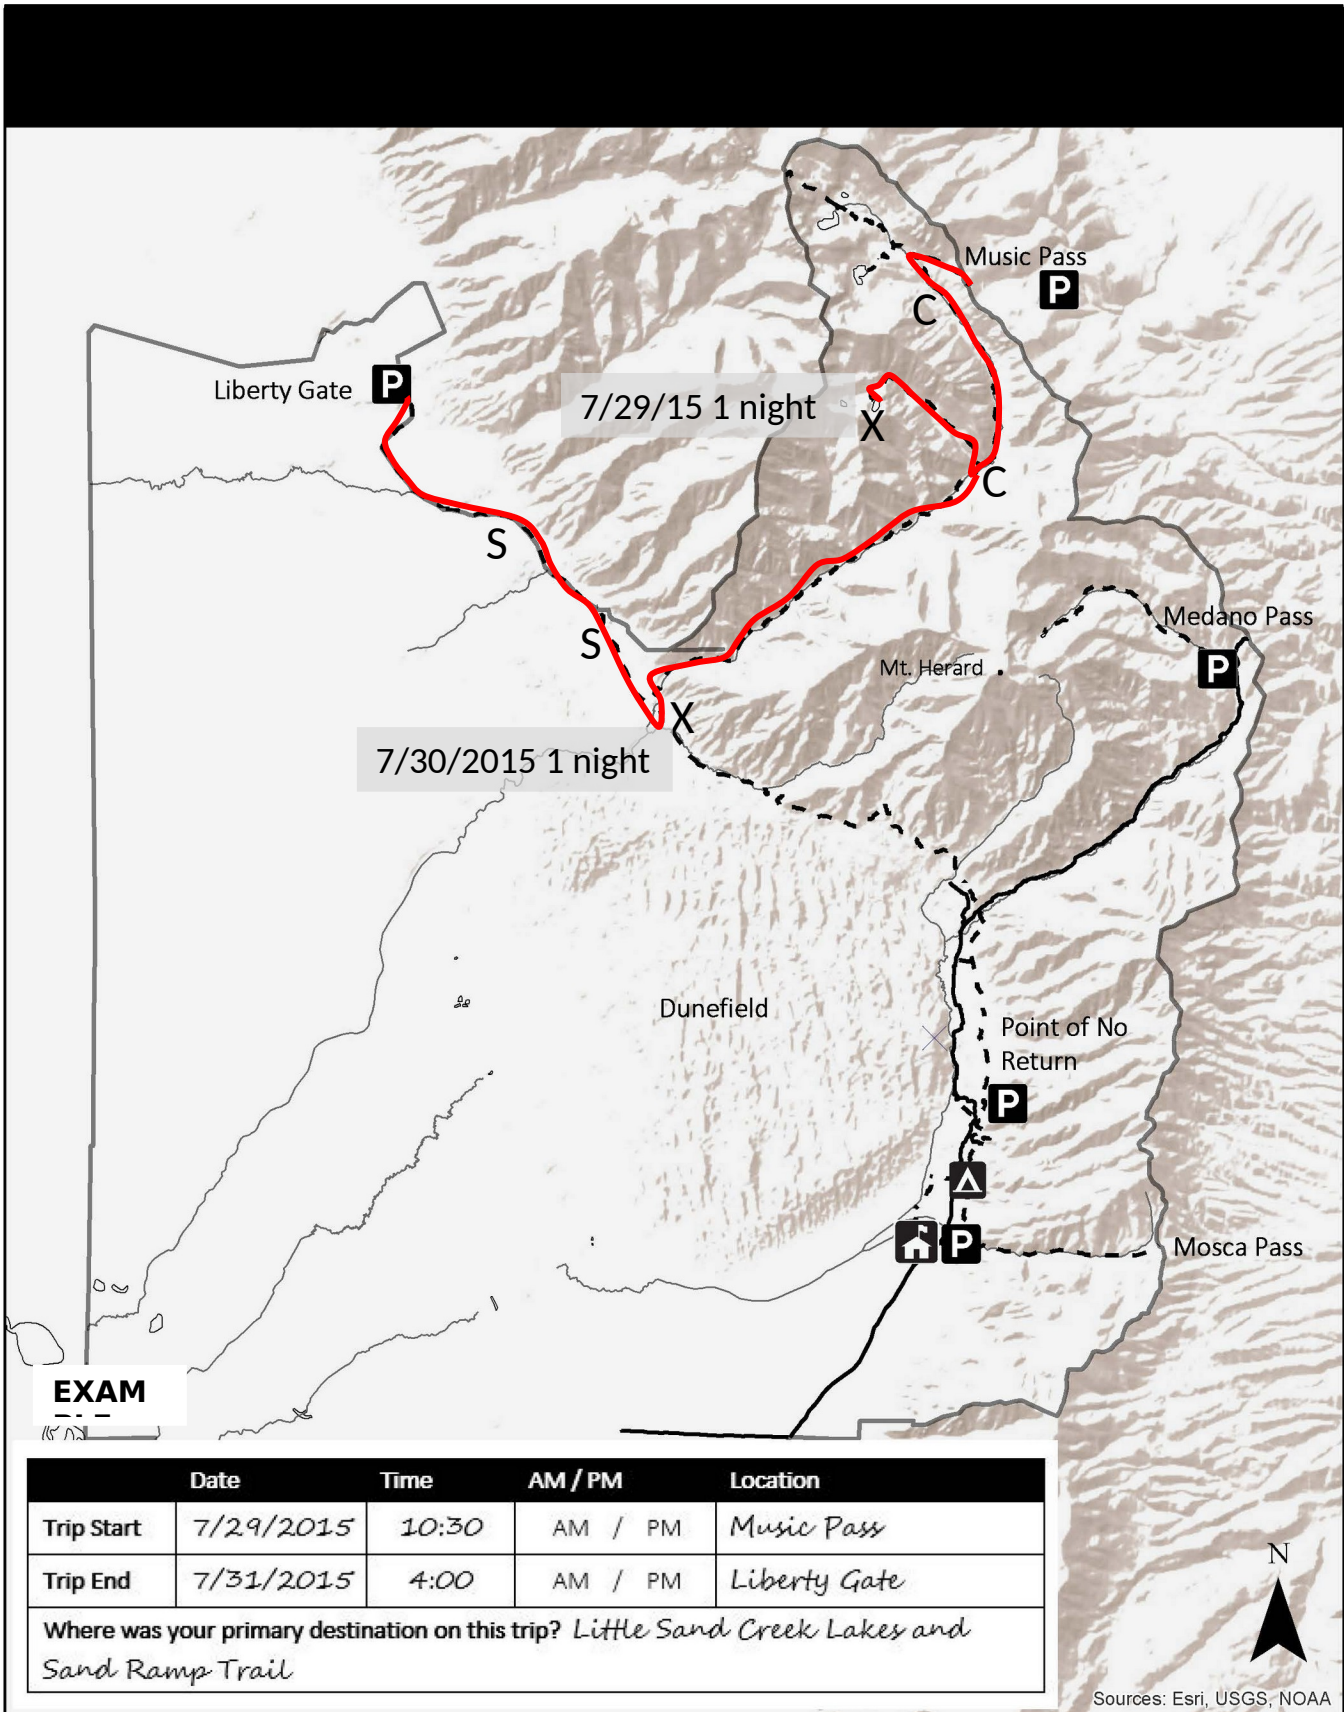 Music Pass
P
C
Liberty Gate P
7/29/15 1 night
X
C
S
S
Medano Pass
P
Mt. Herard
X
7/30/2015 1 night
Dunefield
Point of No
Return
P
P
Mosca Pass
EXAM
Date Time AM / PM Location
Trip Start 7/29/2015 10:30 AM / PM Music Pass
Trip End 7/31/2015 4:00 AM / PM Liberty Gate
Where was your primary destination on this trip? Little Sand Creek Lakes and
Sand Ramp Trail
N
Sources: Esri, USGS, NOAA